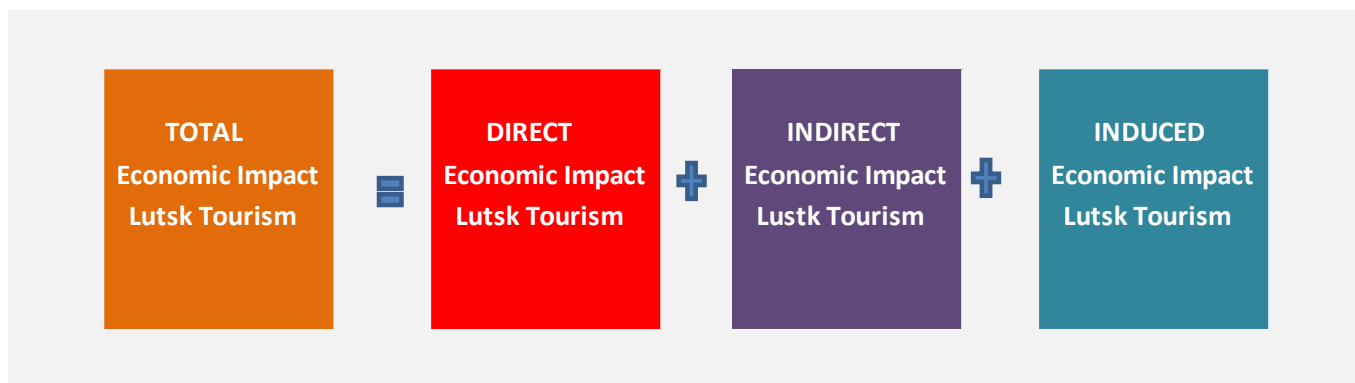 TOTAL
Economic Impact
Lutsk Tourism
DIRECT
Economic Impact
Lutsk Tourism
INDIRECT
Economic Impact
Lustk Tourism
INDUCED
Economic Impact
Lutsk Tourism